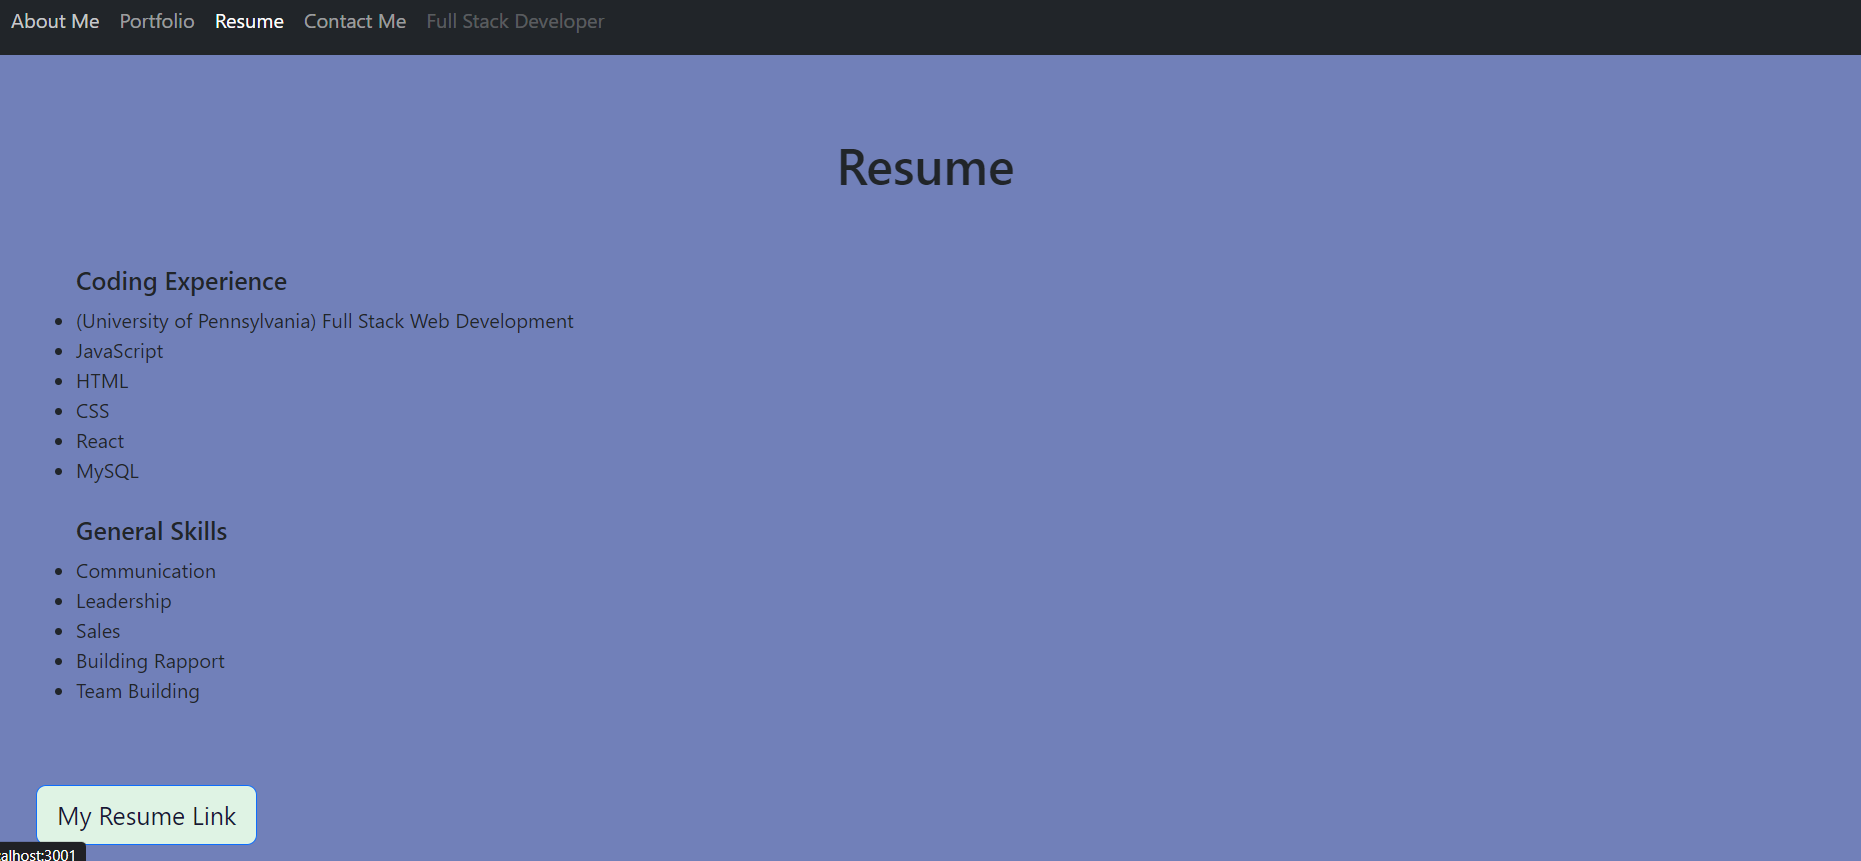 About Me Portfolio Resume Contact Me Full Stack Developer
Resume
Coding Experience
(University of Pennsylvania) Full Stack Web Development
JavaScript
HTML
CSS
React
MySQL
General Skills
Communication
Leadership
Sales
Building Rapport
Team Building
My Resume Link
alhost:3001